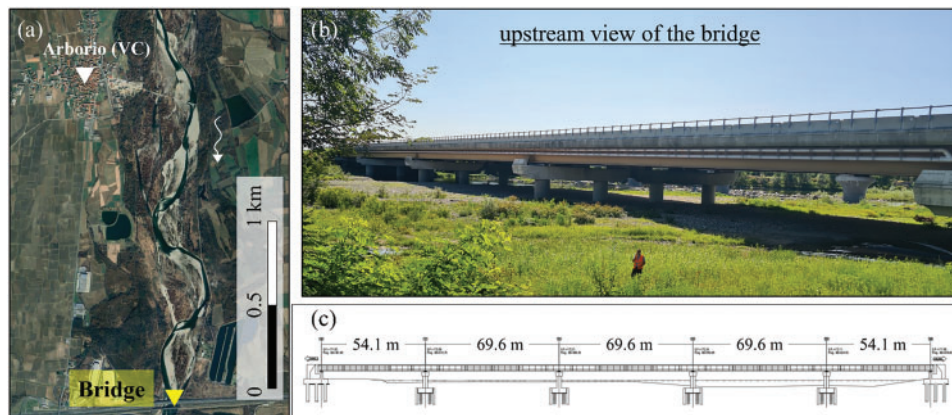 (a)
Arborio (VC)
1 km
0.5
0
Bridge
(b)
upstream view of the bridge
(c)
54.1 m
69.6 m
69.6 m
69.6 m
54.1 m